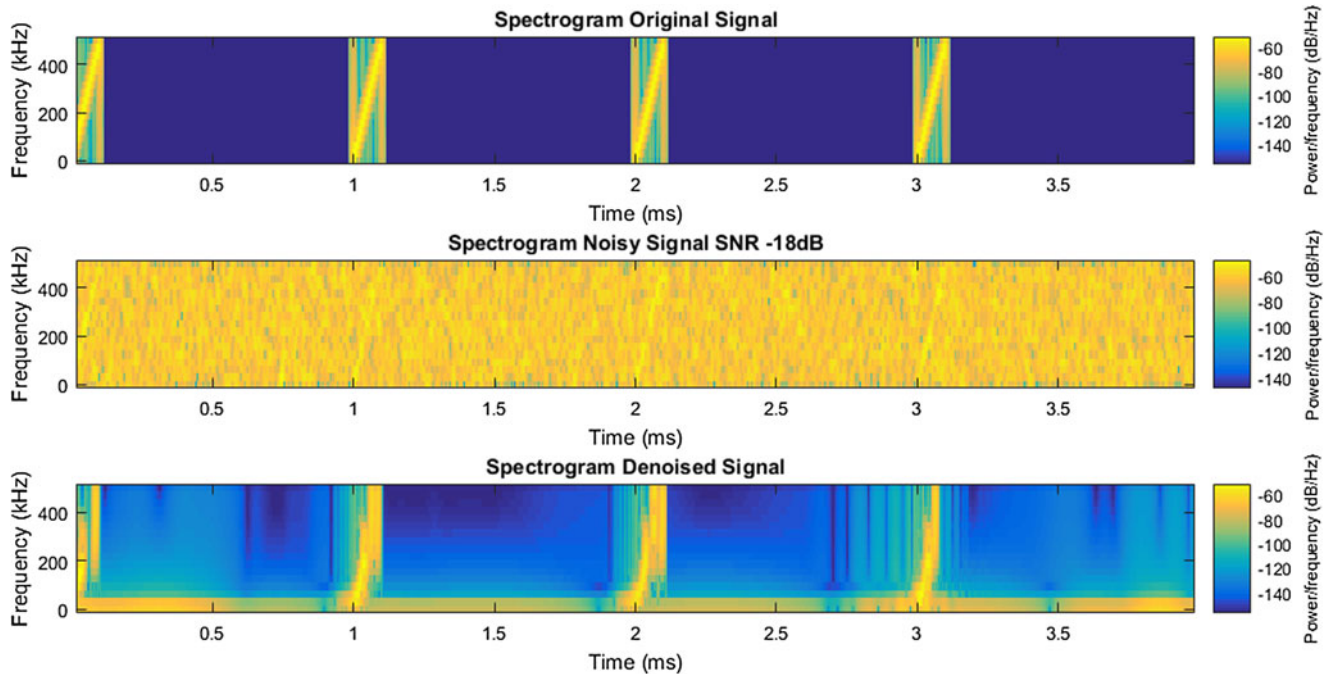 Spectrogram Original Signal
Frequency (kHz)
400
200
0
0.5 1 1.5 2 2.5 3 3.5
Time (ms)
-60
-80
-100
-120
-140
Power/frequency (dB/Hz)
Spectrogram Noisy Signal SNR -18dB
Frequency (kHz)
400
200
0
0.5 1 1.5 2 2.5 3 3.5
Time (ms)
-60
-80
-100
-120
-140
Power/frequency (dB/Hz)
Spectrogram Denoised Signal
Frequency (kHz)
400
200
0
0.5 1 1.5 2 2.5 3 3.5
Time (ms)
-60
-80
-100
-120
-140
Power/frequency (dB/Hz)